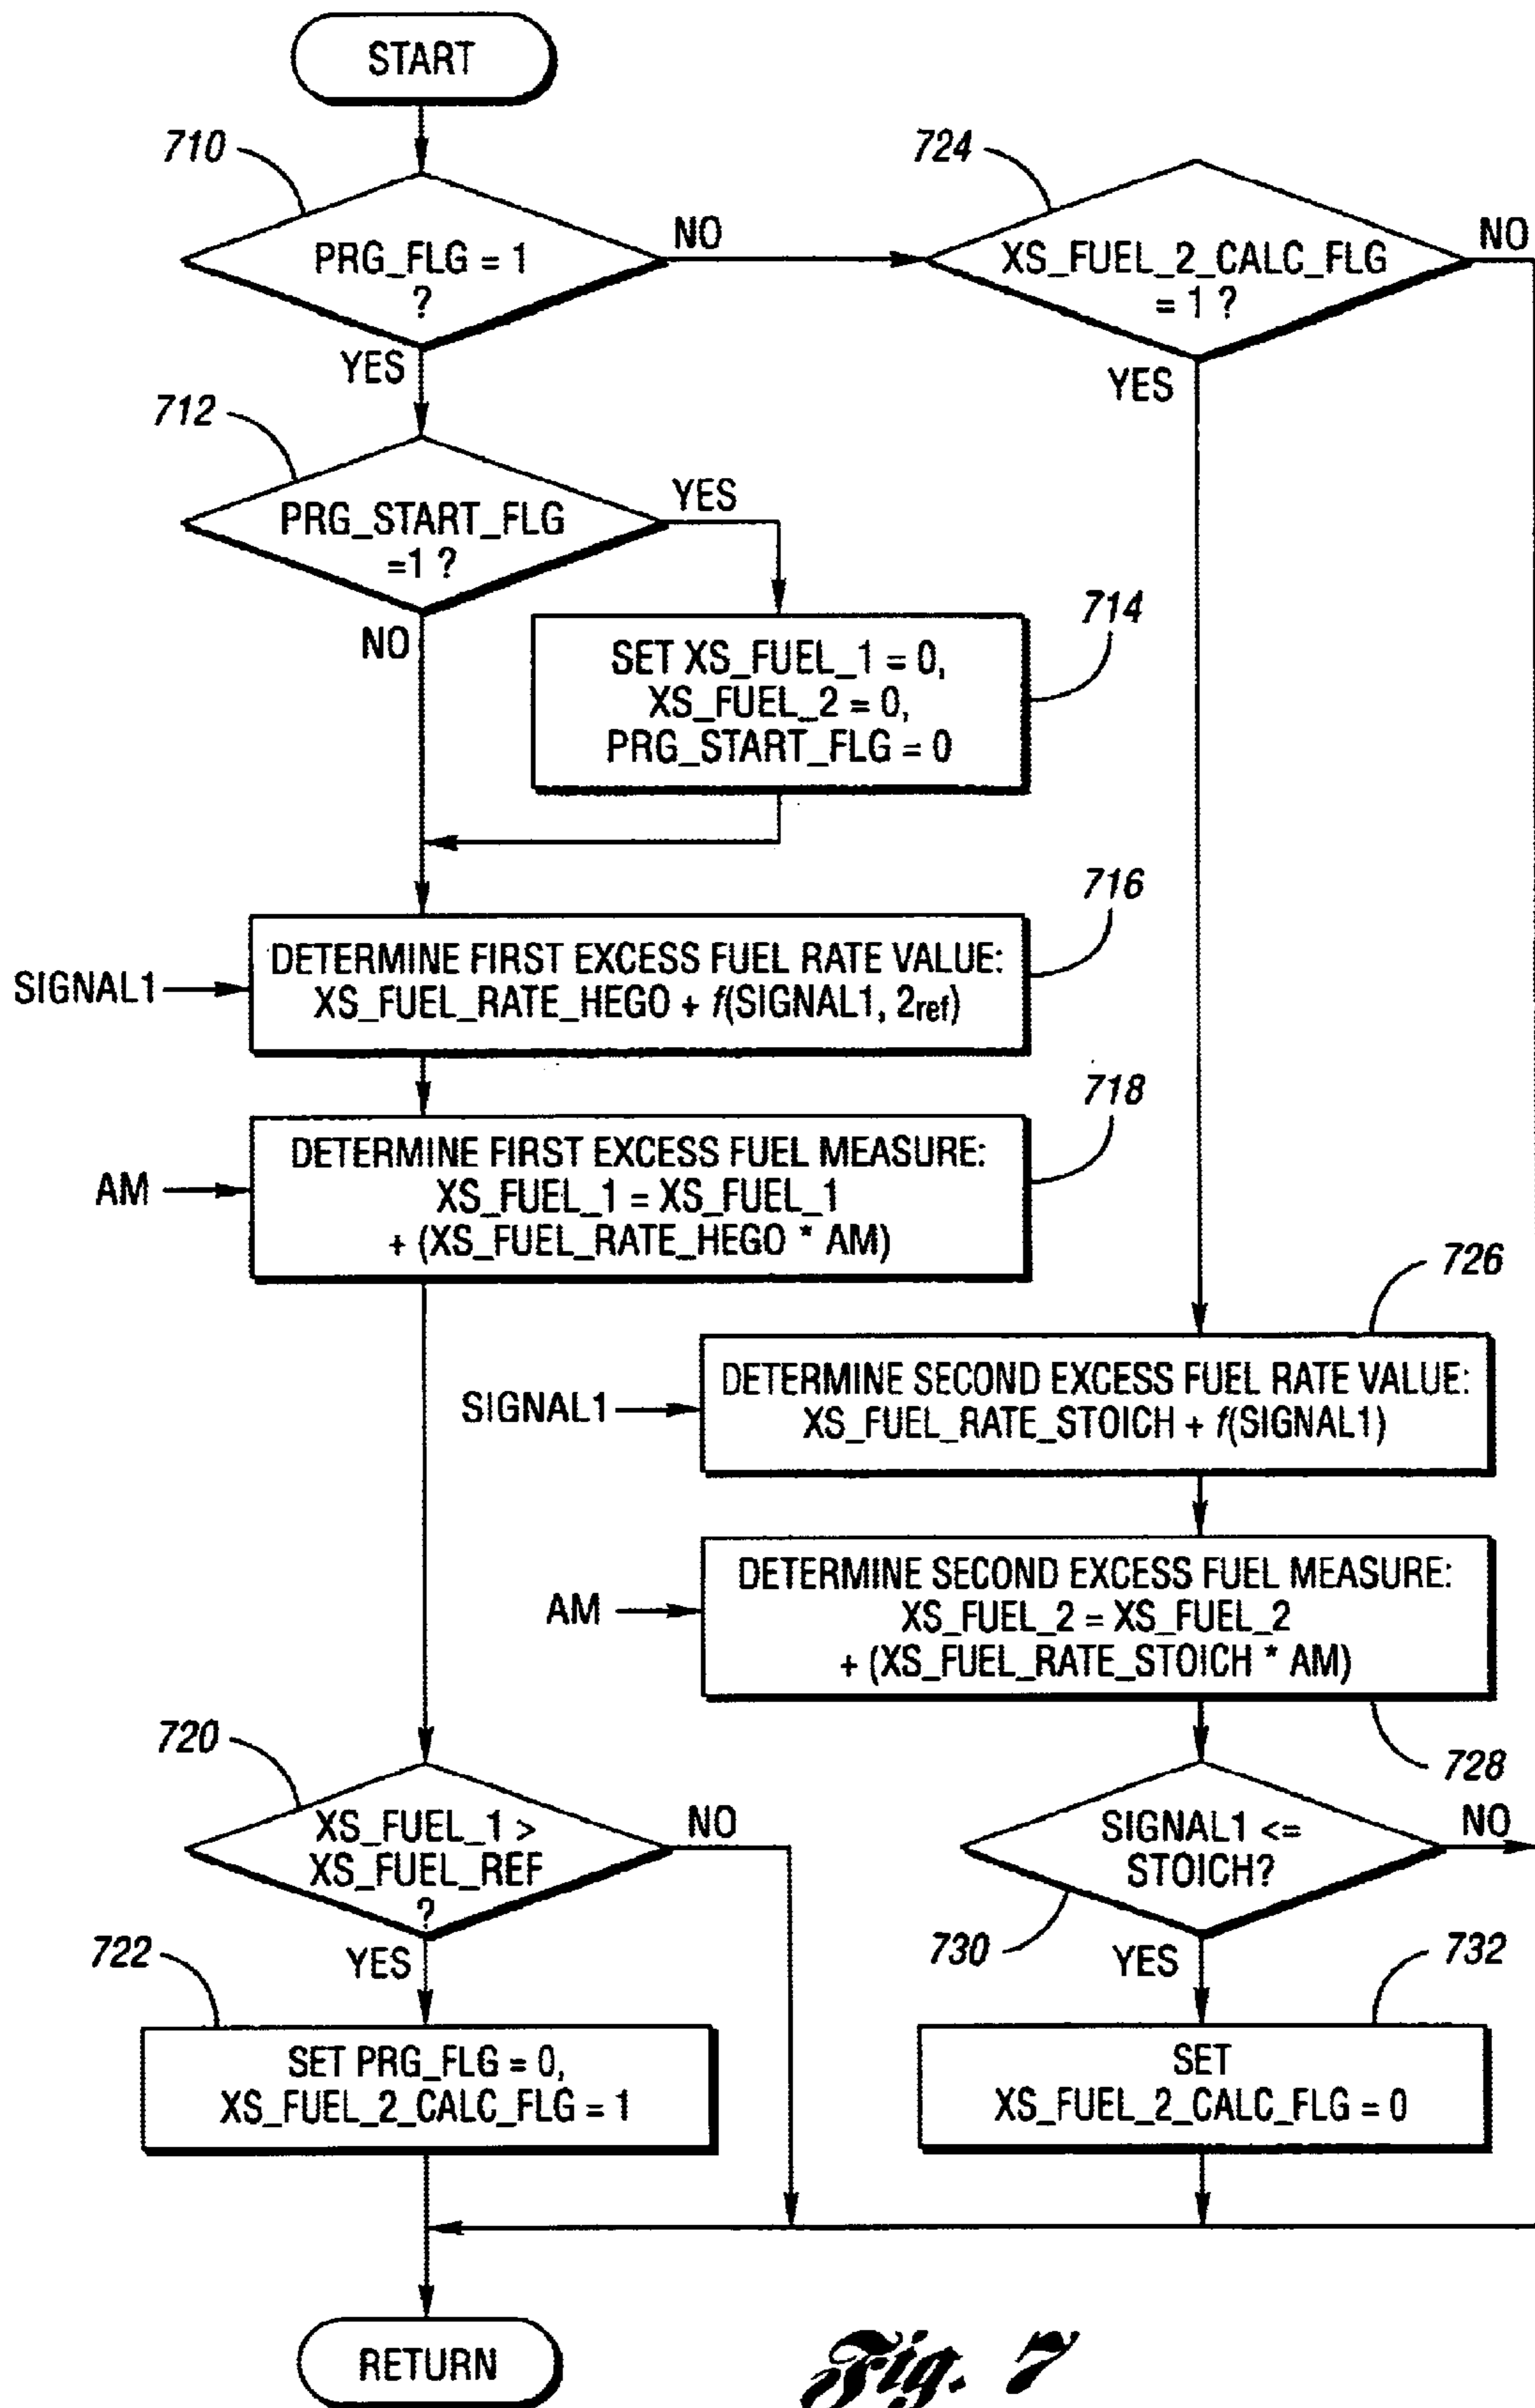 START
710
PRG_FLG = 1
?
NO
YES
724
XS_FUEL_2_CALC_FLG
= 1 ?
NO
YES
712
PRG_START_FLG
=1 ?
YES
NO
714
SET XS_FUEL_1 = 0,
XS_FUEL_2 = 0,
PRG_START_FLG = 0
716
SIGNAL1
DETERMINE FIRST EXCESS FUEL RATE VALUE:
XS_FUEL_RATE_HEGO + f(SIGNAL1, 2ref)
718
AM
DETERMINE FIRST EXCESS FUEL MEASURE:
XS_FUEL_1 = XS_FUEL_1
+ (XS_FUEL_RATE_HEGO * AM)
726
SIGNAL1
DETERMINE SECOND EXCESS FUEL RATE VALUE:
XS_FUEL_RATE_STOICH + f(SIGNAL1)
AM
DETERMINE SECOND EXCESS FUEL MEASURE:
XS_FUEL_2 = XS_FUEL_2
+ (XS_FUEL_RATE_STOICH * AM)
728
720
XS_FUEL_1 >
XS_FUEL_REF
?
NO
YES
SIGNAL1 <=
STOICH?
NO
730
YES
722
SET PRG_FLG = 0,
XS_FUEL_2_CALC_FLG = 1
732
SET
XS_FUEL_2_CALC_FLG = 0
RETURN
Fig. 7